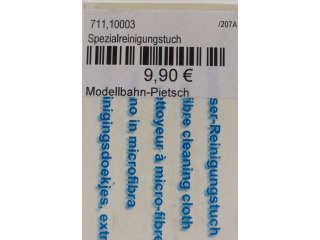 711,10003
/207A
Spezialreinigungstuch
9,90 €
Modellbahn-Pietsch
ser-Reinigungstuch
fibre cleaning cloth
ttoyeur à micro-fibre
no in microfibra
inigingsdoekjes, extr